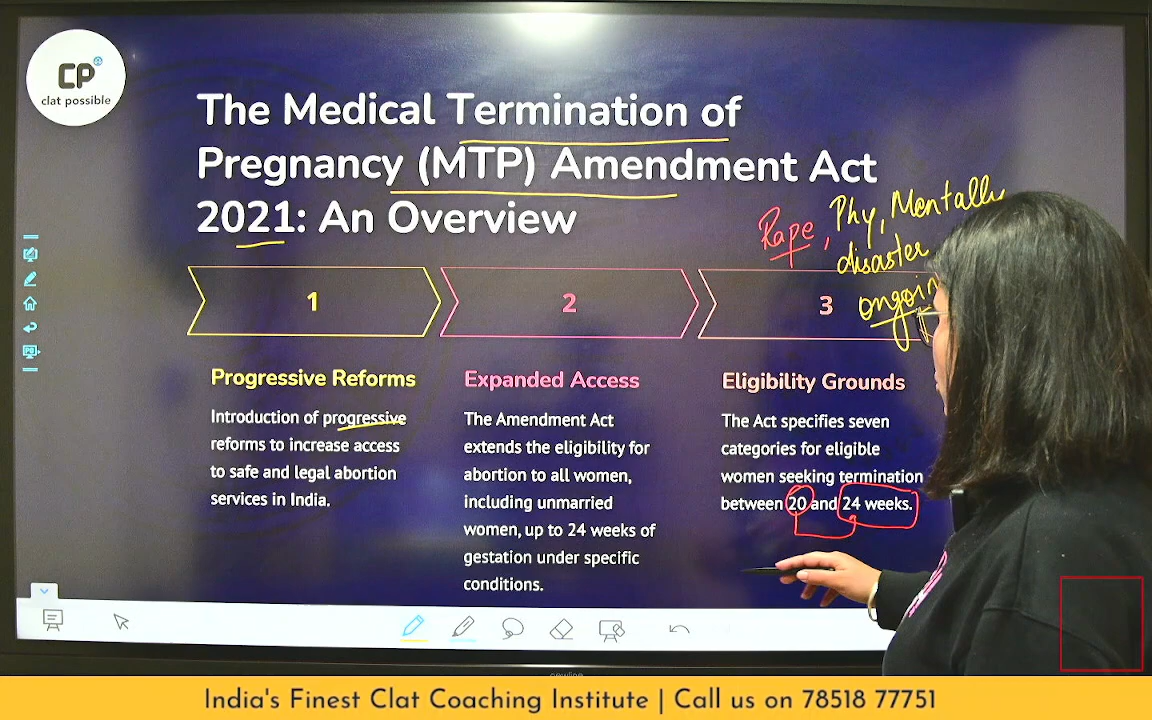 CP
clat possible
The Medical Termination of
Pregnancy (MTP) Amendment Act
2021: An Overview
Rape, Phy, Mentally
disaster
1
2
3
Progressive Reforms
Introduction of progressive
reforms to increase access
to safe and legal abortion
services in India.
Expanded Access
The Amendment Act
extends the eligibility for
abortion to all women,
including unmarried
women, up to 24 weeks of
gestation under specific
conditions.
Eligibility Grounds
The Act specifies seven
categories for eligible
women seeking termination
between 20 and 24 weeks.
newline
India's Finest Clat Coaching Institute | Call us on 78518 77751